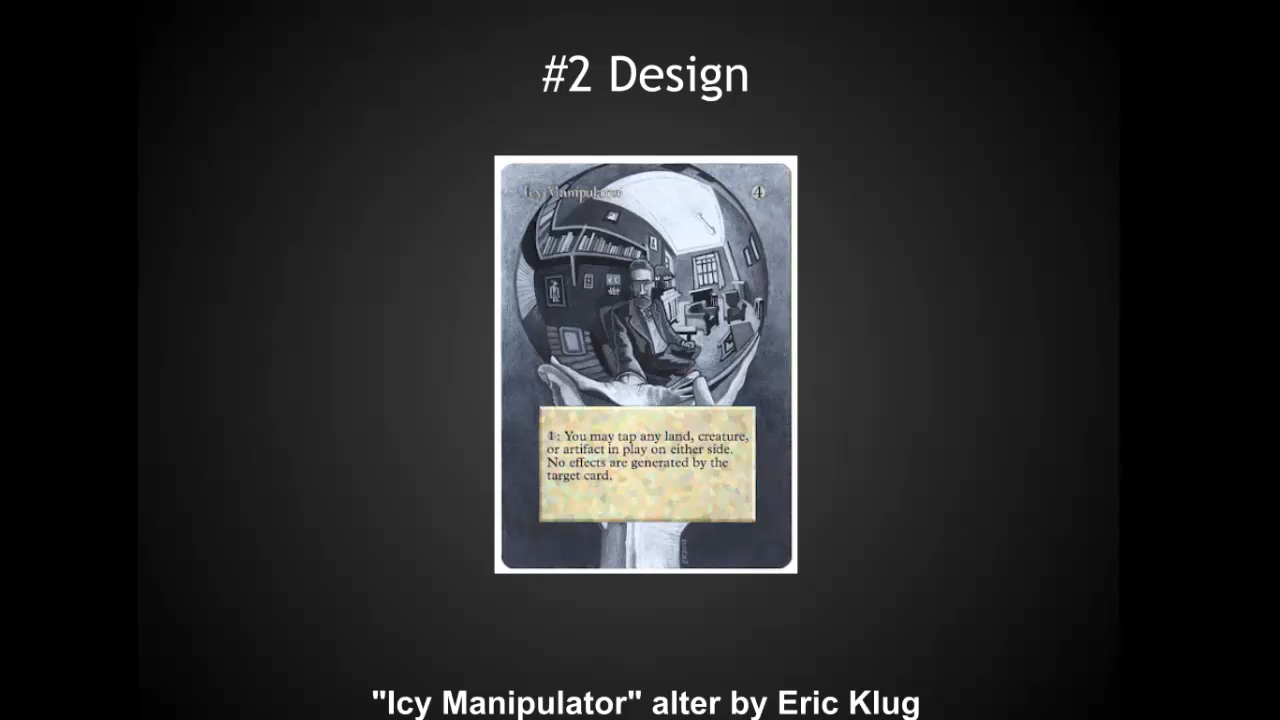 #2 Design
Icy Manipulator
4
1: You may tap any land, creature,
or artifact in play on either side.
No effects are generated by the
target card.
"Icy Manipulator" alter by Eric Klug